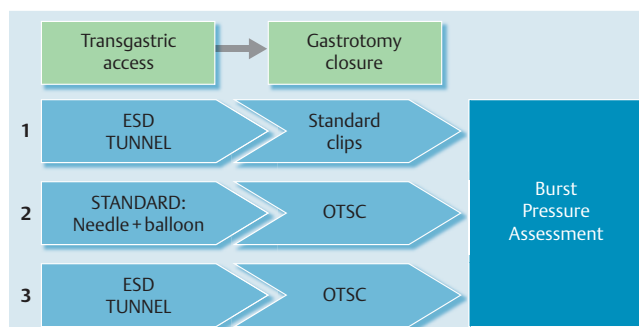 Transgastric
access
Gastrotomy
closure
1
ESD
TUNNEL
Standard
clips
2
STANDARD:
Needle + balloon
OTSC
3
ESD
TUNNEL
OTSC
Burst
Pressure
Assessment